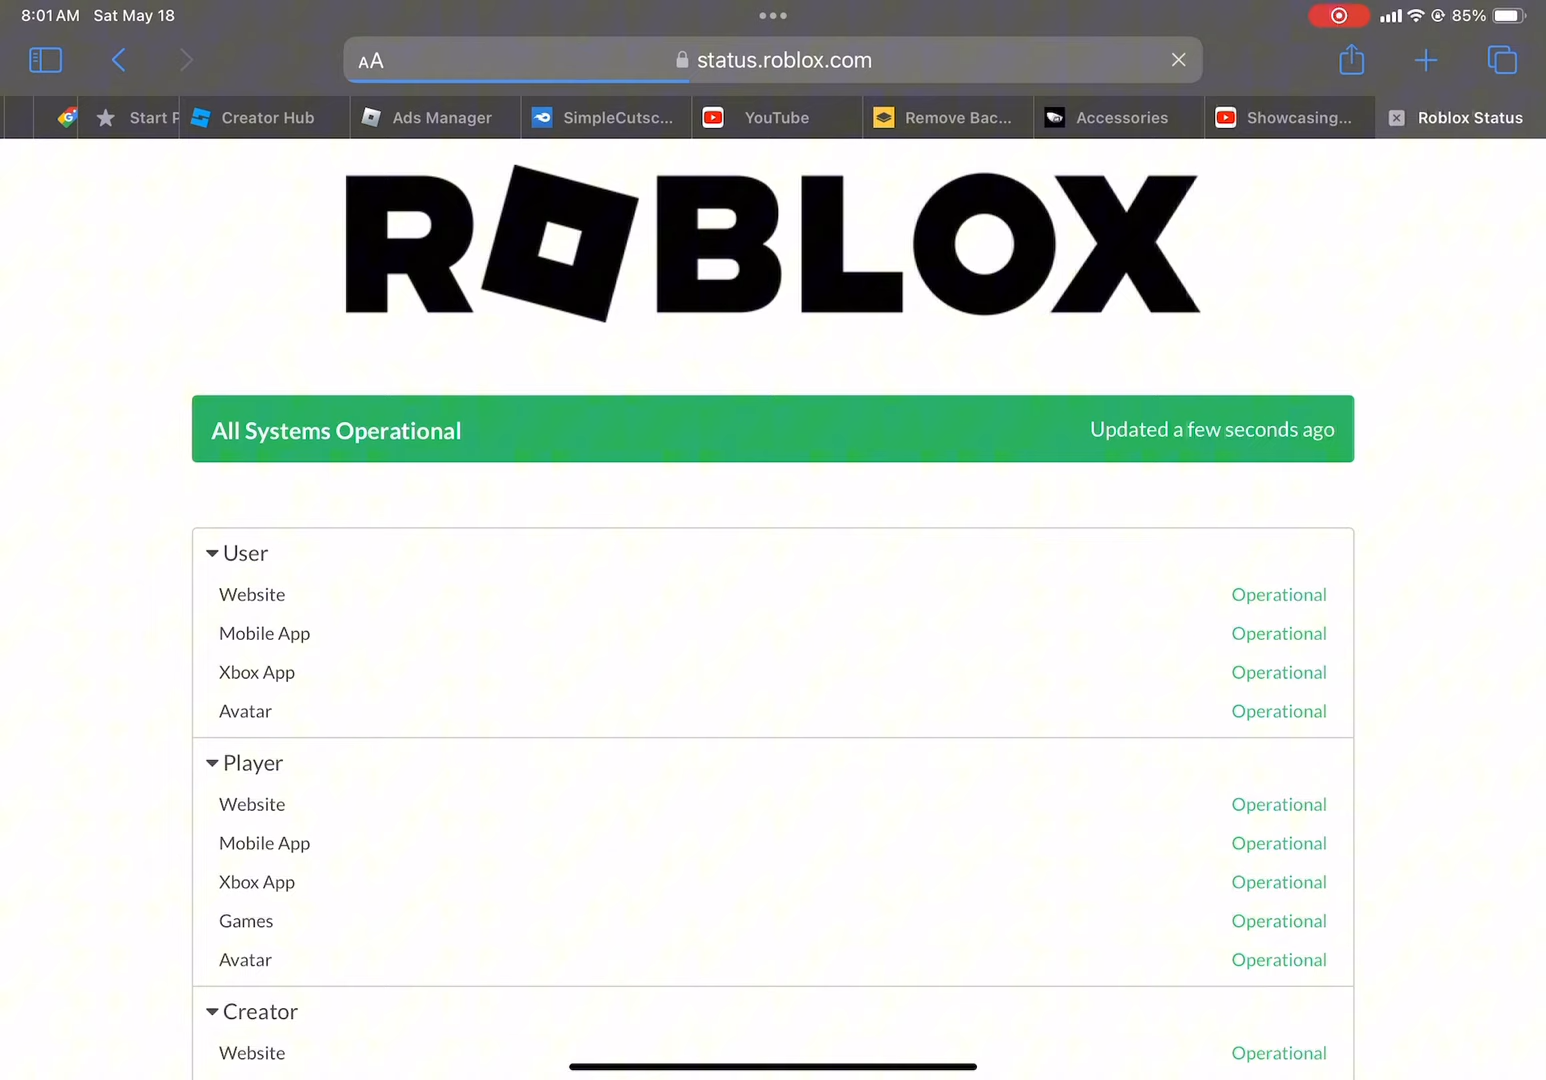 8:01 AM Sat May 18
85%
AA
status.roblox.com
Start P
Creator Hub
Ads Manager
SimpleCutsc...
YouTube
Remove Bac...
Accessories
Showcasing...
Roblox Status
ROBLOX
All Systems Operational
Updated a few seconds ago
User
Website Operational
Mobile App Operational
Xbox App Operational
Avatar Operational
Player
Website Operational
Mobile App Operational
Xbox App Operational
Games Operational
Avatar Operational
Creator
Website Operational